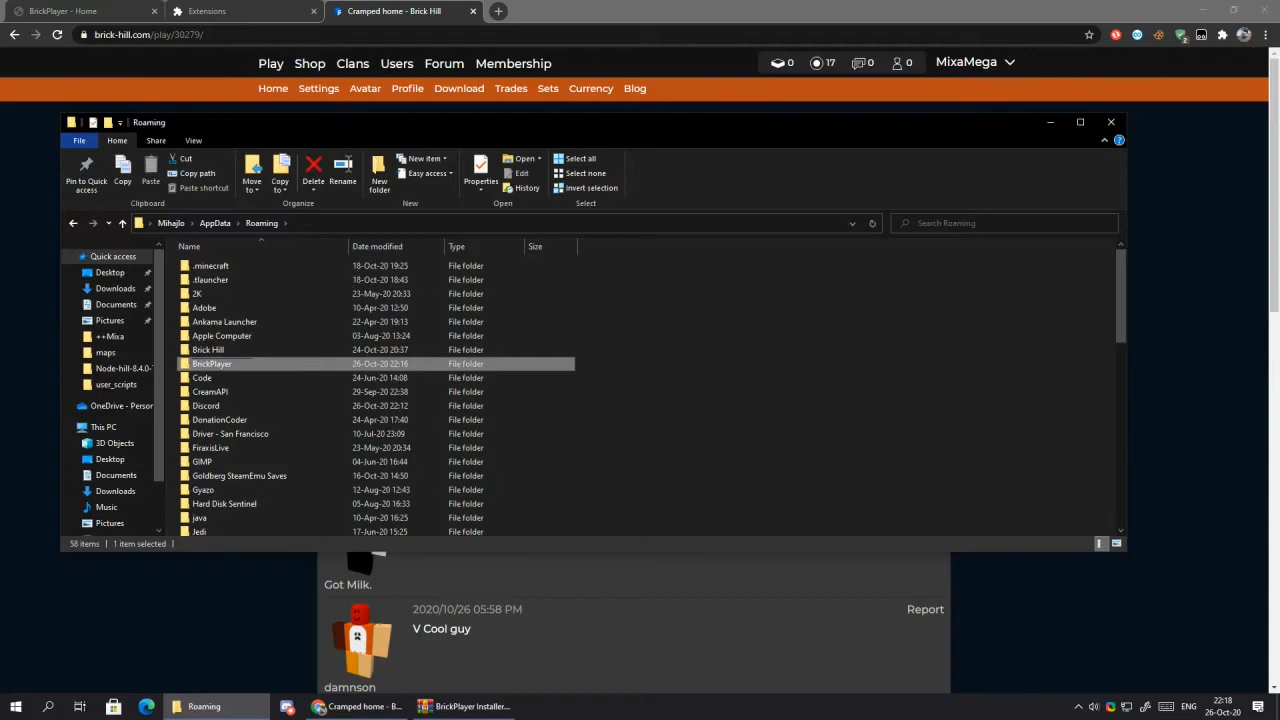 BrickPlayer - Home
Extensions
Cramped home - Brick Hill
brick-hill.com/play/30279/
2
Play Shop Clans Users Forum Membership
0 17 0 0
MixaMega
Home Settings Avatar Profile Download Trades Sets Currency Blog
Roaming
File Home Share View
Pin to Quick access
Copy
Paste
Cut
Copy path
Paste shortcut
Clipboard
Move to
Copy to
Delete
Rename
Organize
New folder
New item
Easy access
New
Properties
Open
Edit
History
Open
Select all
Select none
Invert selection
Select
Mihajlo > AppData > Roaming >
Search Roaming
Name Date modified Type Size
Quick access
Desktop
Downloads
Documents
Pictures
++Mixa
maps
Node-hill-8.4.0-
user_scripts
OneDrive - Person
This PC
3D Objects
Desktop
Documents
Downloads
Music
Pictures
.minecraft 18-Oct-20 19:25 File folder
.tlauncher 18-Oct-20 18:43 File folder
2K 23-May-20 20:33 File folder
Adobe 10-Apr-20 12:50 File folder
Ankama Launcher 22-Apr-20 19:13 File folder
Apple Computer 03-Aug-20 13:24 File folder
Brick Hill 24-Oct-20 20:37 File folder
BrickPlayer 26-Oct-20 22:16 File folder
Code 24-Jun-20 14:08 File folder
CreamAPI 29-Sep-20 22:38 File folder
Discord 26-Oct-20 22:12 File folder
DonationCoder 24-Apr-20 17:40 File folder
Driver - San Francisco 10-Jul-20 23:09 File folder
FiraxisLive 23-May-20 20:34 File folder
GIMP 04-Jun-20 16:44 File folder
Goldberg SteamEmu Saves 16-Oct-20 14:50 File folder
Gyazo 12-Aug-20 12:43 File folder
Hard Disk Sentinel 05-Aug-20 16:33 File folder
java 10-Apr-20 16:25 File folder
Jedi 17-Jun-20 15:25 File folder
58 items 1 item selected
Got Milk.
2020/10/26 05:58 PM
Report
V Cool guy
damnson
Roaming
Cramped home - B...
BrickPlayer Installer...
ENG
22:18
26-Oct-20